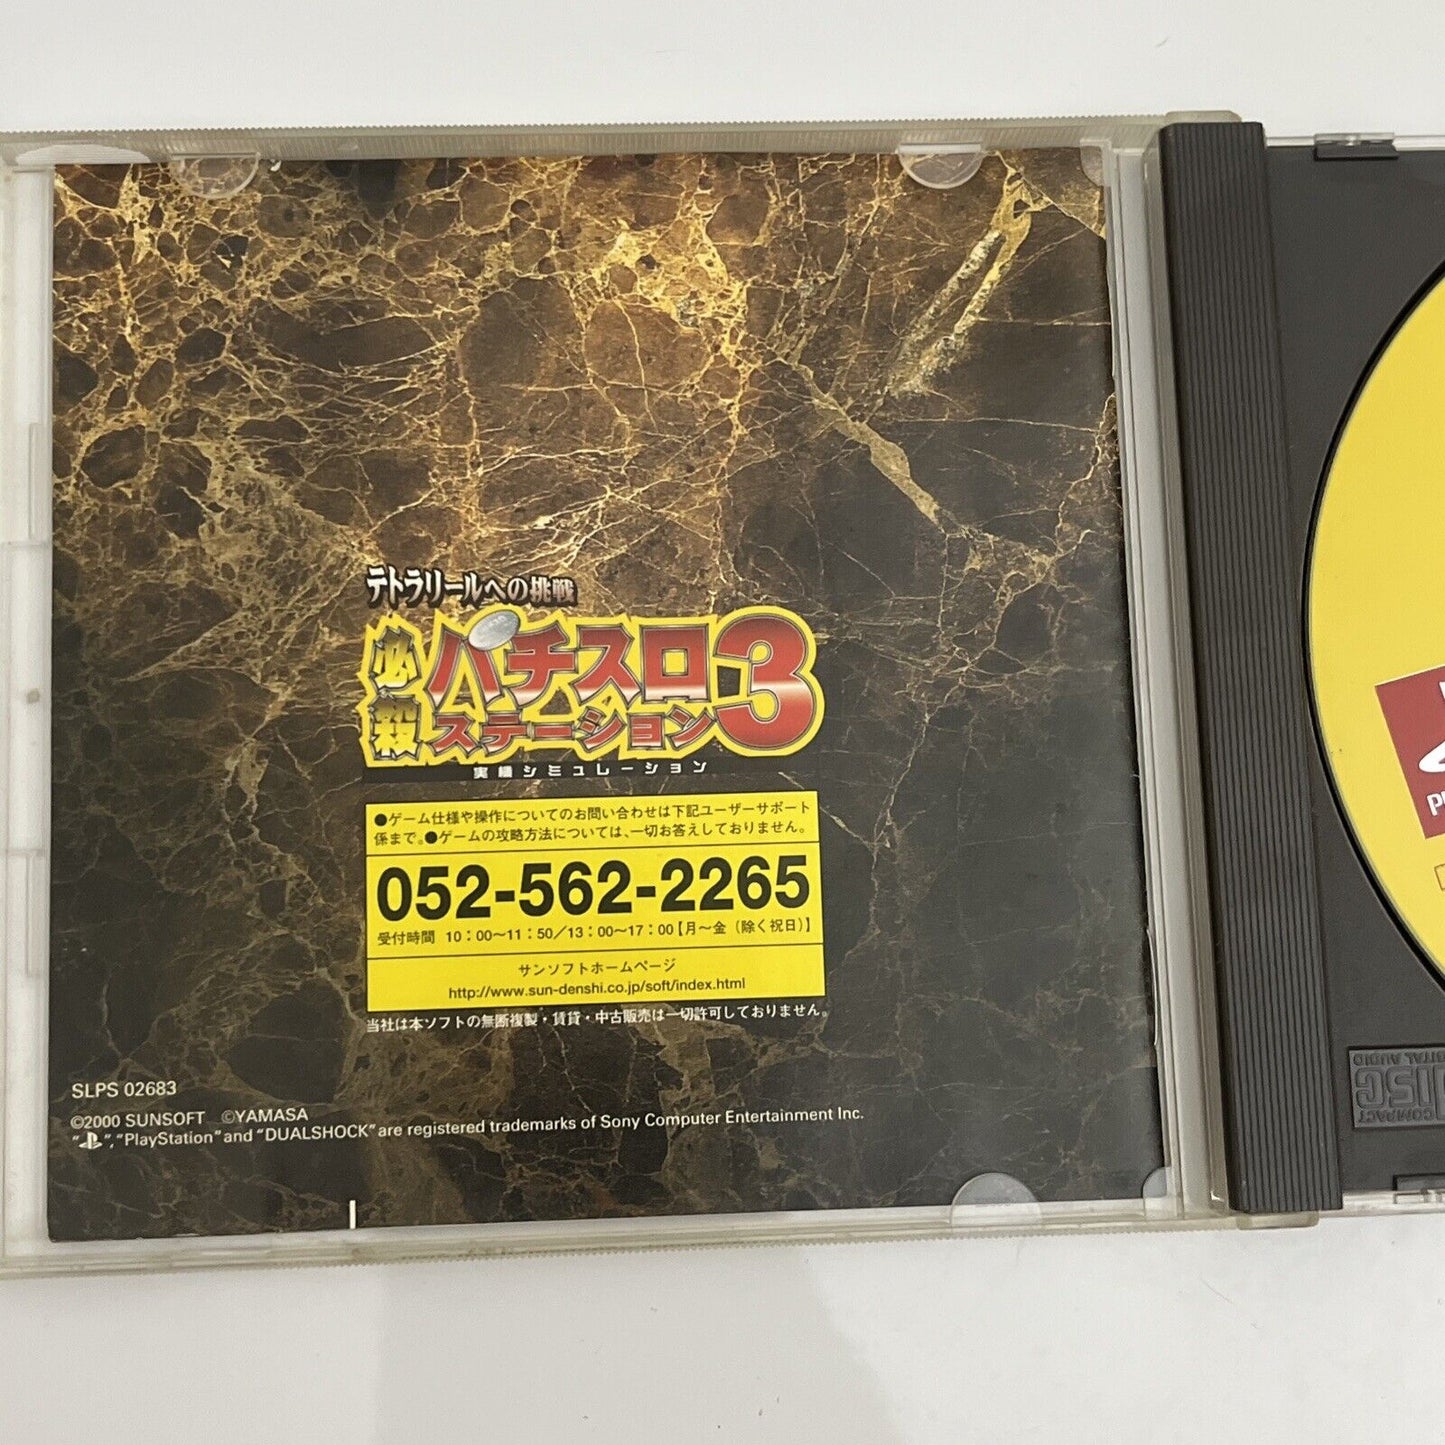 テトラリールへの挑戦
必殺 パチスロ
ステーション 3
実機シミュレーション
●ゲーム仕様や操作についてのお問い合わせは下記ユーザーサポート
係まで。●ゲームの攻略方法については、一切お答えしておりません。
052-562-2265
受付時間 10:00〜11:50/13:00〜17:00【月〜金（除く祝日）】
サンソフトホームページ
http://www.sun-denshi.co.jp/soft/index.html
当社は本ソフトの無断複製・賃貸・中古販売は一切許可しておりません。
SLPS 02683
©2000 SUNSOFT ©YAMASA
" ", "PlayStation" and "DUALSHOCK" are registered trademarks of Sony Computer Entertainment Inc.
COMPACT
DISC
DIGITAL AUDIO